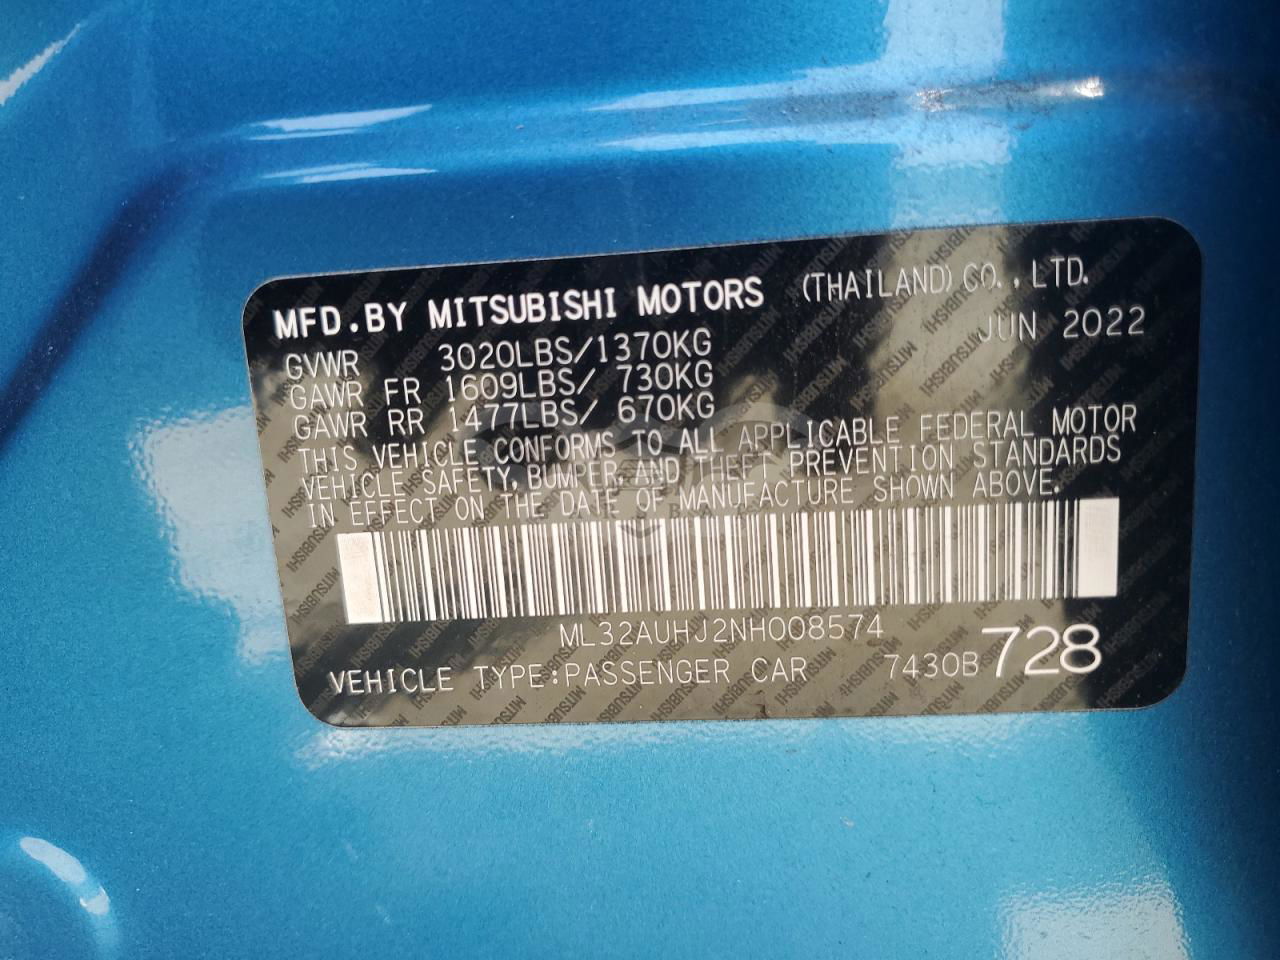 MFD.BY MITSUBISHI MOTORS (THAILAND) CO.,LTD.
JUN 2022
GVWR 3020LBS/1370KG
GAWR FR 1609LBS/ 730KG
GAWR RR 1477LBS/ 670KG
THIS VEHICLE CONFORMS TO ALL APPLICABLE FEDERAL MOTOR
VEHICLE SAFETY, BUMPER, AND THEFT PREVENTION STANDARDS
IN EFFECT ON THE DATE OF MANUFACTURE SHOWN ABOVE.
ML32AUHJ2NH008574
VEHICLE TYPE:PASSENGER CAR 7430B 728